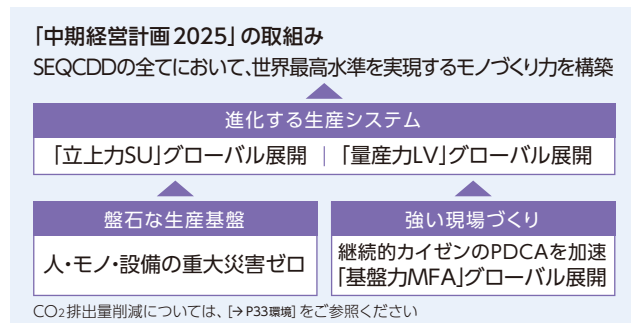 「中期経営計画2025」の取組み
SEQCDDの全てにおいて、世界最高水準を実現するモノづくり力を構築
進化する生産システム
「立上力SU」グローバル展開 | 「量産力LV」グローバル展開
盤石な生産基盤
人・モノ・設備の重大災害ゼロ
強い現場づくり
継続的カイゼンのPDCAを加速
「基盤力MFA」グローバル展開
CO2排出量削減については、[→P33環境]をご参照ください